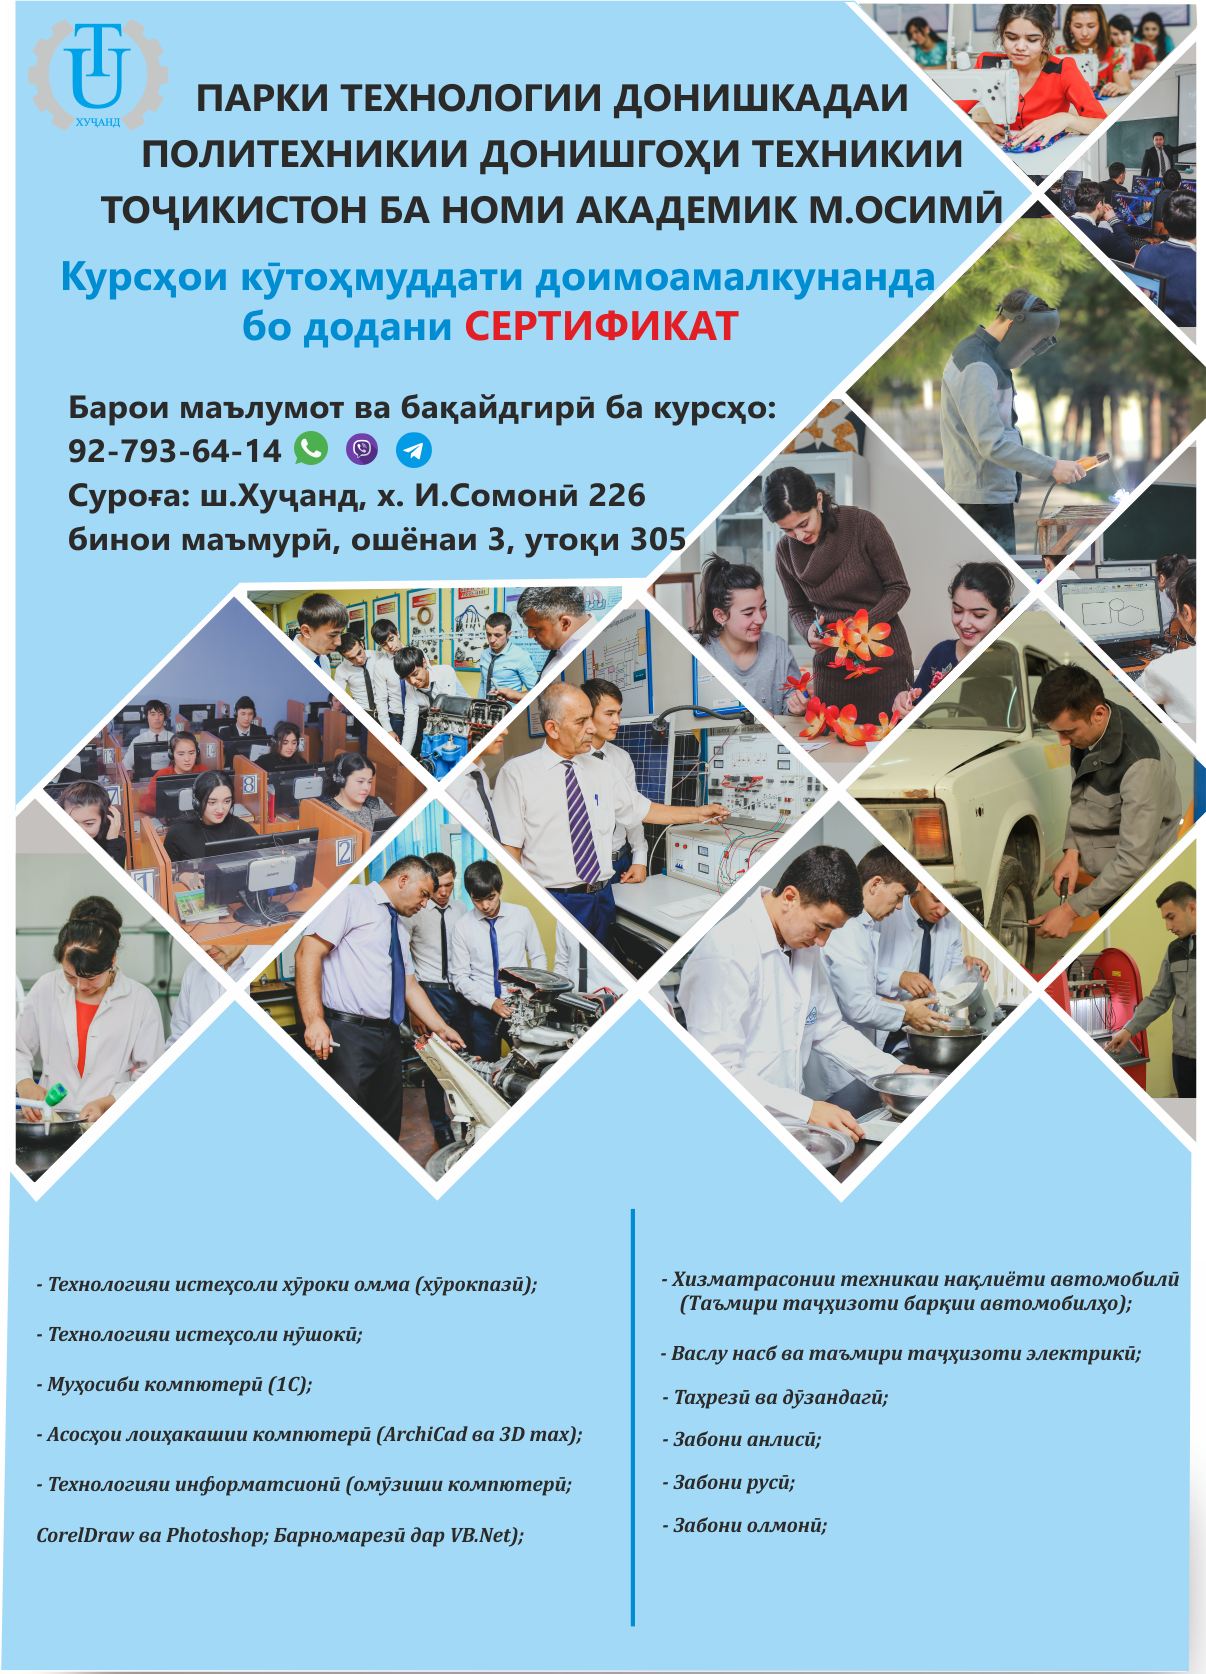 TU
ХУҶАНД
ПАРКИ ТЕХНОЛОГИИ ДОНИШКАДАИ
ПОЛИТЕХНИКИИ ДОНИШГОҲИ ТЕХНИКИИ
ТОҶИКИСТОН БА НОМИ АКАДЕМИК М.ОСИМӢ
Курсҳои кӯтоҳмуддати доимоамалкунанда
бо додани СЕРТИФИКАТ
Барои маълумот ва бақайдгирӣ ба курсҳо:
92-793-64-14
Суроға: ш.Хуҷанд, х. И.Сомонӣ 226
бинои маъмурӣ, ошёнаи 3, утоқи 305
- Технологияи истеҳсоли хӯроки омма (хӯрокпазӣ);
- Технологияи истеҳсоли нӯшокӣ;
- Муҳосиби компютерӣ (1С);
- Асосҳои лоиҳакашии компютерӣ (ArchiCad ва 3D max);
- Технологияи информатсионӣ (омӯзиши компютерӣ;
CorelDraw ва Photoshop; Барномарезӣ дар VB.Net);
- Хизматрасонии техникаи нақлиёти автомобилӣ
(Таъмири таҷҳизоти барқии автомобилҳо);
- Васлу насб ва таъмири таҷҳизоти электрикӣ;
- Таҳрезӣ ва дӯзандагӣ;
- Забони анлисӣ;
- Забони русӣ;
- Забони олмонӣ;